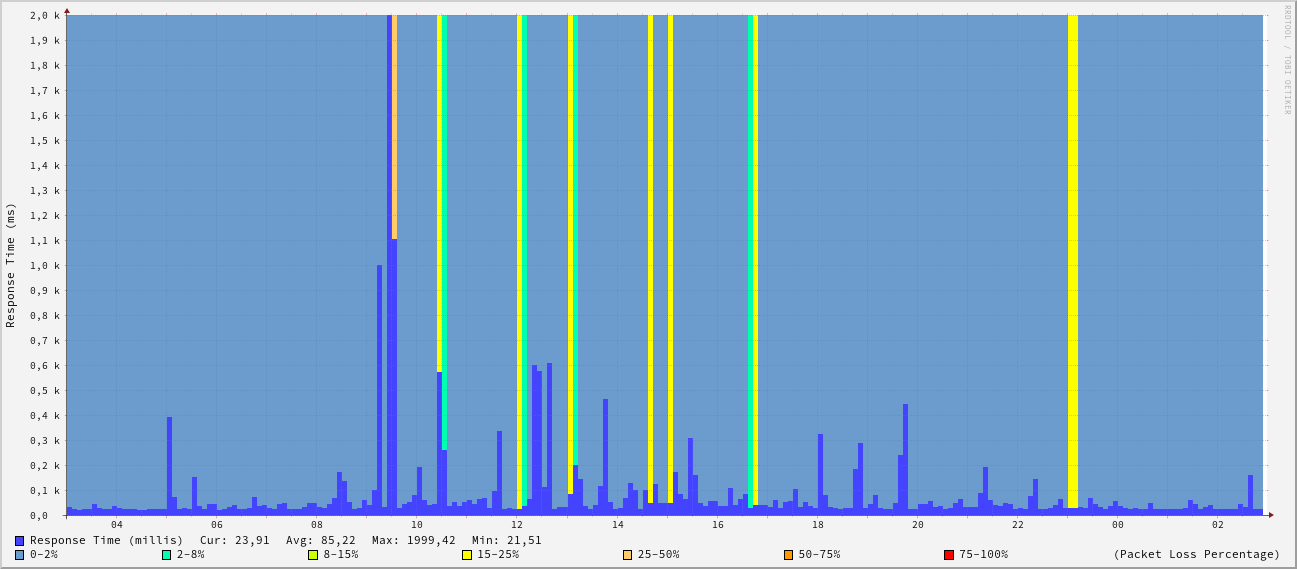 2,0 k
1,9 k
1,8 k
1,7 k
1,6 k
1,5 k
1,4 k
1,3 k
1,2 k
1,1 k
1,0 k
0,9 k
0,8 k
0,7 k
0,6 k
0,5 k
0,4 k
0,3 k
0,2 k
0,1 k
0,0
Response Time (ms)
RRDTOOL / TOBI OETIKER
04 06 08 10 12 14 16 18 20 22 00 02
Response Time (millis) Cur: 23,91 Avg: 85,22 Max: 1999,42 Min: 21,51
0-2% 2-8% 8-15% 15-25% 25-50% 50-75% 75-100% (Packet Loss Percentage)